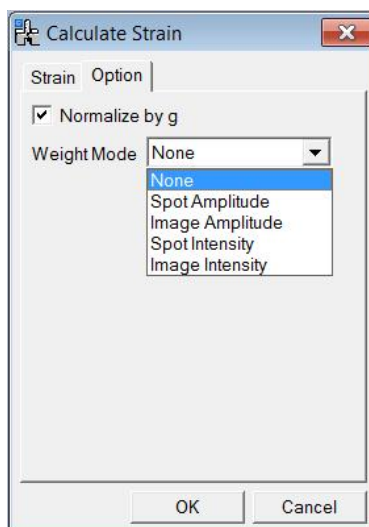 Calculate Strain
Strain Option
Normalize by g
Weight Mode None
None
Spot Amplitude
Image Amplitude
Spot Intensity
Image Intensity
OK Cancel